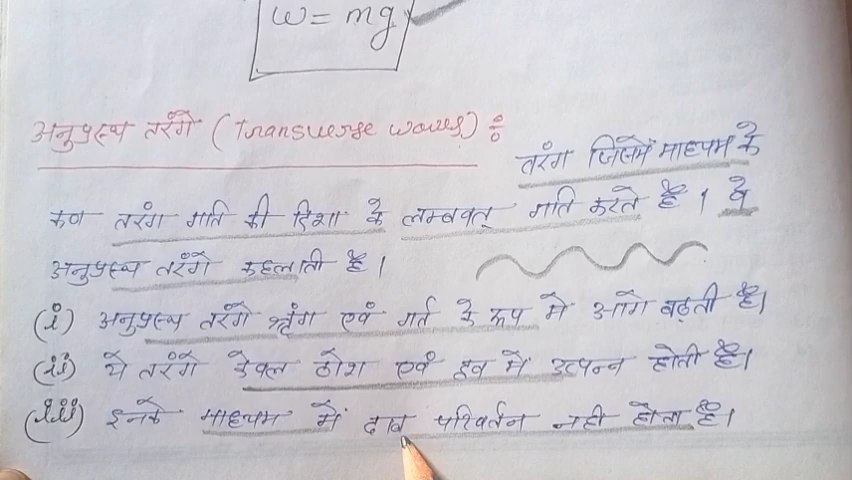 W = mg
अनुप्रस्थ तरंगे (Transverse waves) :
तरंग जिसमें माध्यम के
कण तरंग गति की दिशा के लम्बवत् गति करते है । वे
अनुप्रस्थ तरंगे कहलाती है ।
(i) अनुप्रस्थ तरंगे श्रृंग एवं गर्त के रूप में आगे बढ़ती है।
(ii) ये तरंगे केवल ठोश एवं द्रव में उत्पन्न होती है।
(iii) इनके माध्यम में दाब परिवर्तन नही होता है।